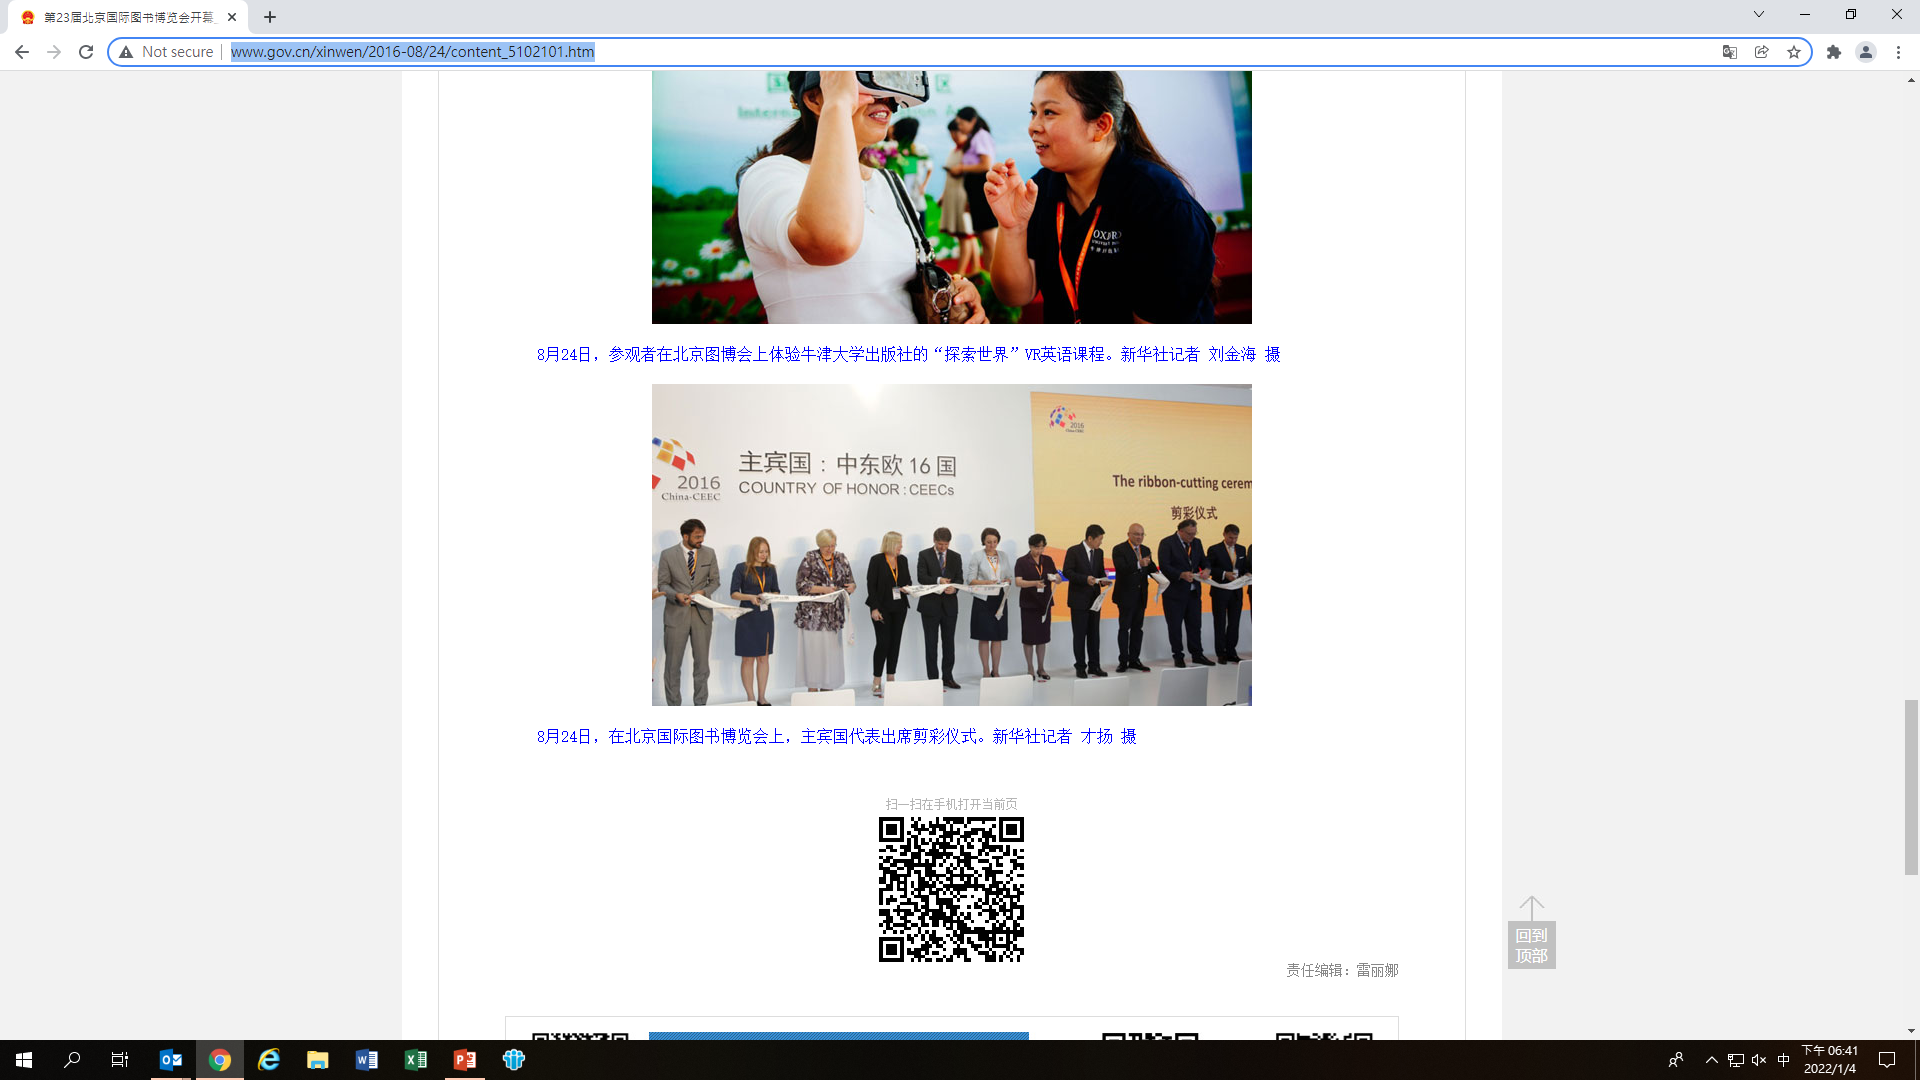 第23届北京国际图书博览会开幕_
Not secure
www.gov.cn/xinwen/2016-08/24/content_5102101.htm
OXFORD
8月24日，参观者在北京图博会上体验牛津大学出版社的“探索世界”VR英语课程。新华社记者 刘金海 摄
2016
China-CEEC
主宾国：中东欧 16 国
COUNTRY OF HONOR : CEECs
2016
The ribbon-cutting cerem
剪彩仪式
8月24日，在北京国际图书博览会上，主宾国代表出席剪彩仪式。新华社记者 才扬 摄
扫一扫在手机打开当前页
回到
顶部
责任编辑：雷丽娜
中
下午 06:41
2022/1/4